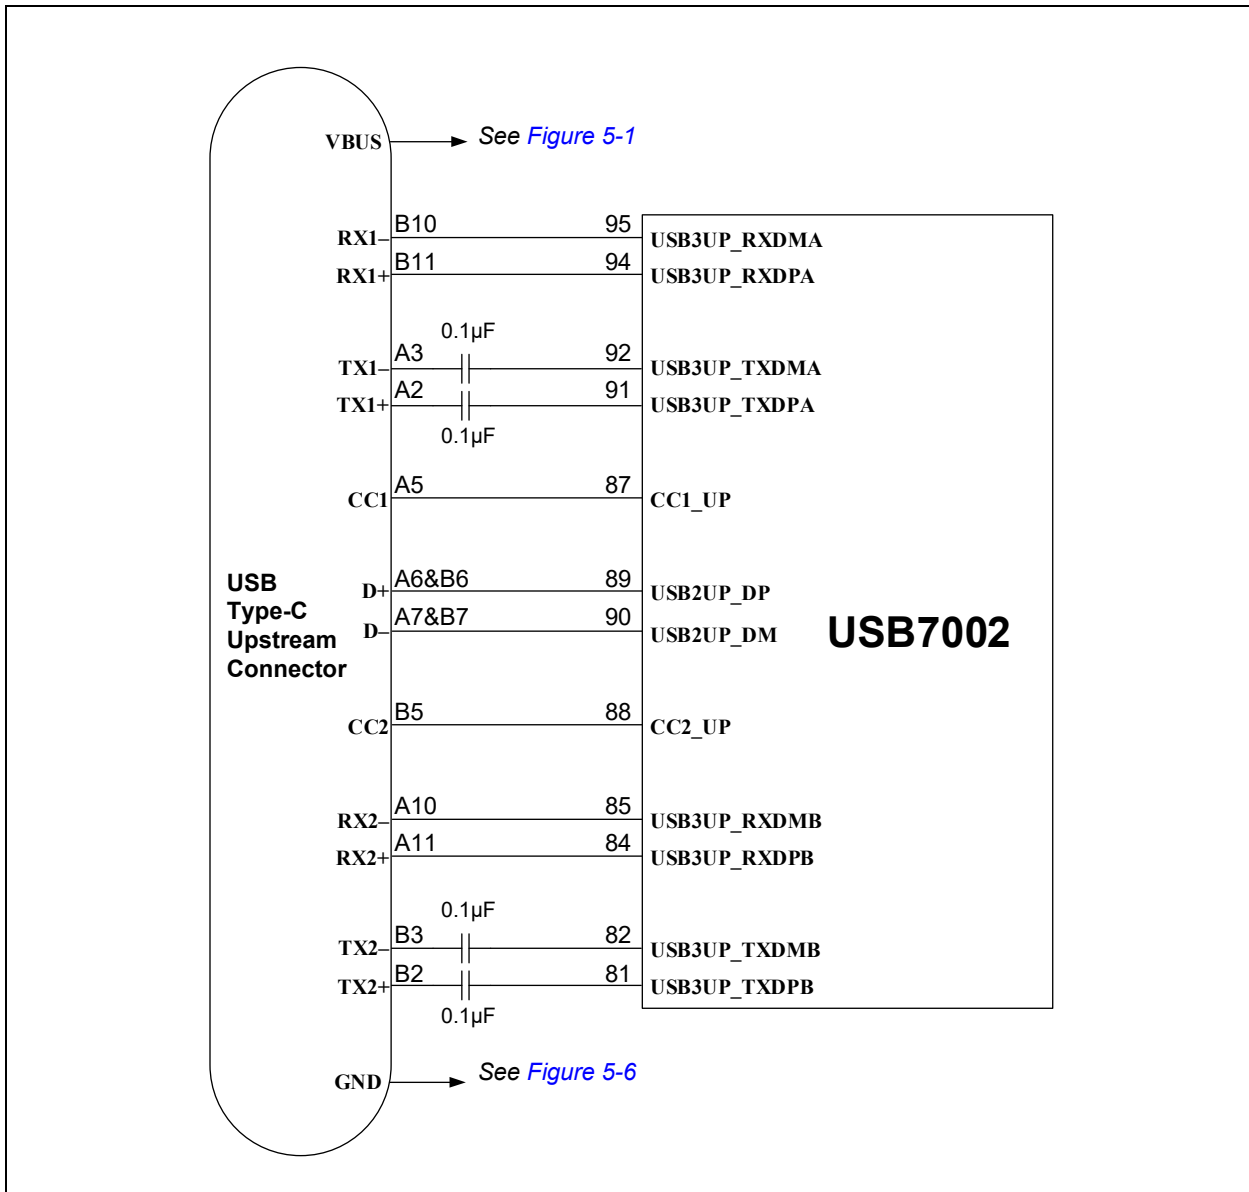 VBUS See Figure 5-1
RX1– B10 95 USB3UP_RXDMA
RX1+ B11 94 USB3UP_RXDPA
0.1µF
TX1– A3 92 USB3UP_TXDMA
TX1+ A2 91 USB3UP_TXDPA
0.1µF
CC1 A5 87 CC1_UP
USB
Type-C
Upstream
Connector
D+ A6&B6 89 USB2UP_DP
D– A7&B7 90 USB2UP_DM
USB7002
CC2 B5 88 CC2_UP
RX2– A10 85 USB3UP_RXDMB
RX2+ A11 84 USB3UP_RXDPB
0.1µF
TX2– B3 82 USB3UP_TXDMB
TX2+ B2 81 USB3UP_TXDPB
0.1µF
GND See Figure 5-6